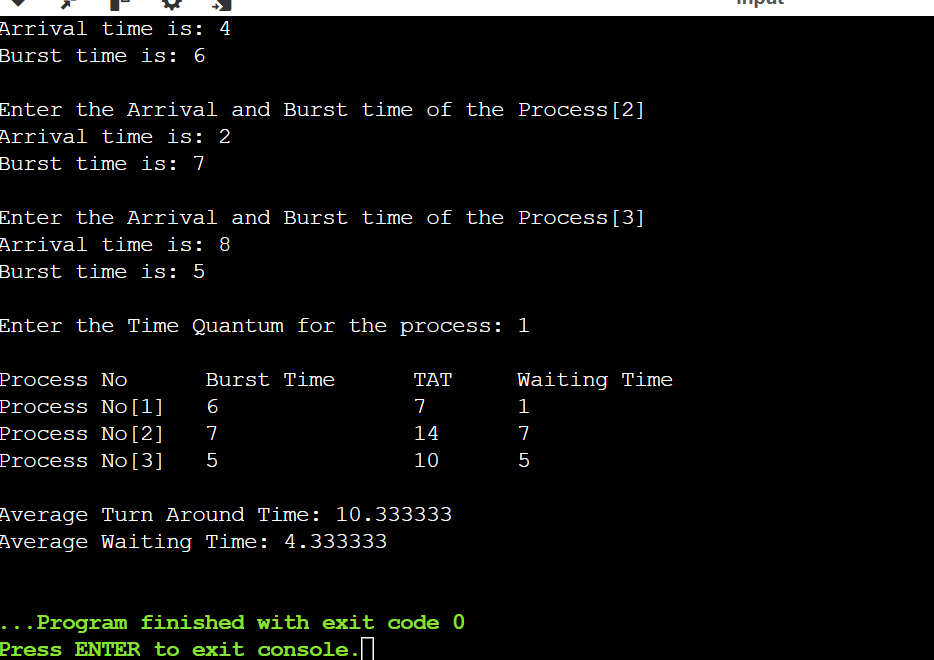 input
Arrival time is: 4
Burst time is: 6
Enter the Arrival and Burst time of the Process[2]
Arrival time is: 2
Burst time is: 7
Enter the Arrival and Burst time of the Process[3]
Arrival time is: 8
Burst time is: 5
Enter the Time Quantum for the process: 1
Process No Burst Time TAT Waiting Time
Process No[1] 6 7 1
Process No[2] 7 14 7
Process No[3] 5 10 5
Average Turn Around Time: 10.333333
Average Waiting Time: 4.333333
...Program finished with exit code 0
Press ENTER to exit console.